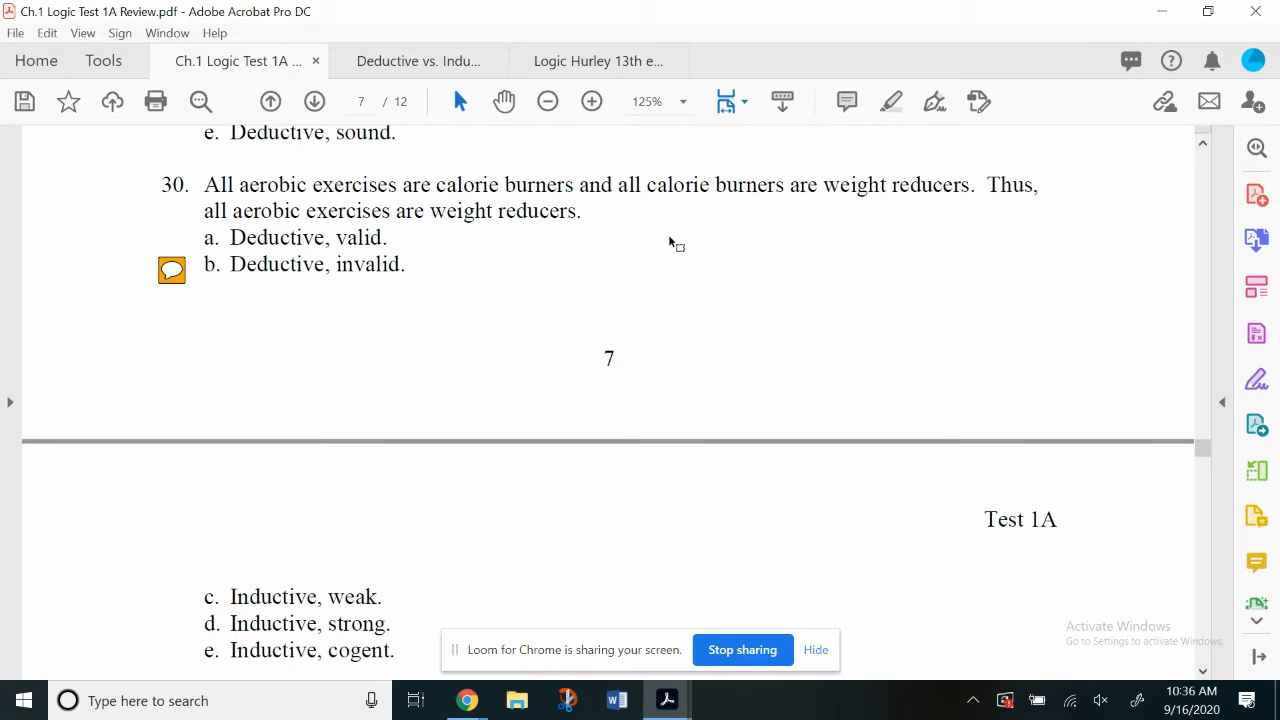 Ch.1 Logic Test 1A Review.pdf - Adobe Acrobat Pro DC
File Edit View Sign Window Help
Home Tools Ch.1 Logic Test 1A ... × Deductive vs. Indu... Logic Hurley 13th e...
7 / 12 125%
e. Deductive, sound.
30. All aerobic exercises are calorie burners and all calorie burners are weight reducers. Thus,
all aerobic exercises are weight reducers.
a. Deductive, valid.
b. Deductive, invalid.
7
Test 1A
c. Inductive, weak.
d. Inductive, strong.
e. Inductive, cogent.
Loom for Chrome is sharing your screen. Stop sharing Hide
Activate Windows
Go to Settings to activate Windows.
Type here to search
10:36 AM
9/16/2020